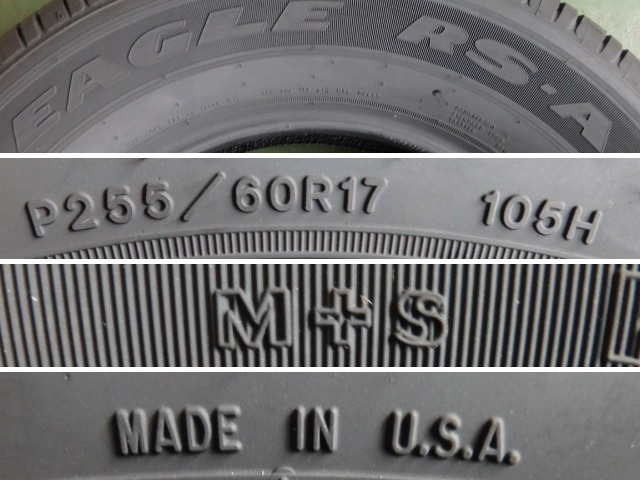 EAGLE RS·A
P255/60R17 105H
M+S
MADE IN U.S.A.